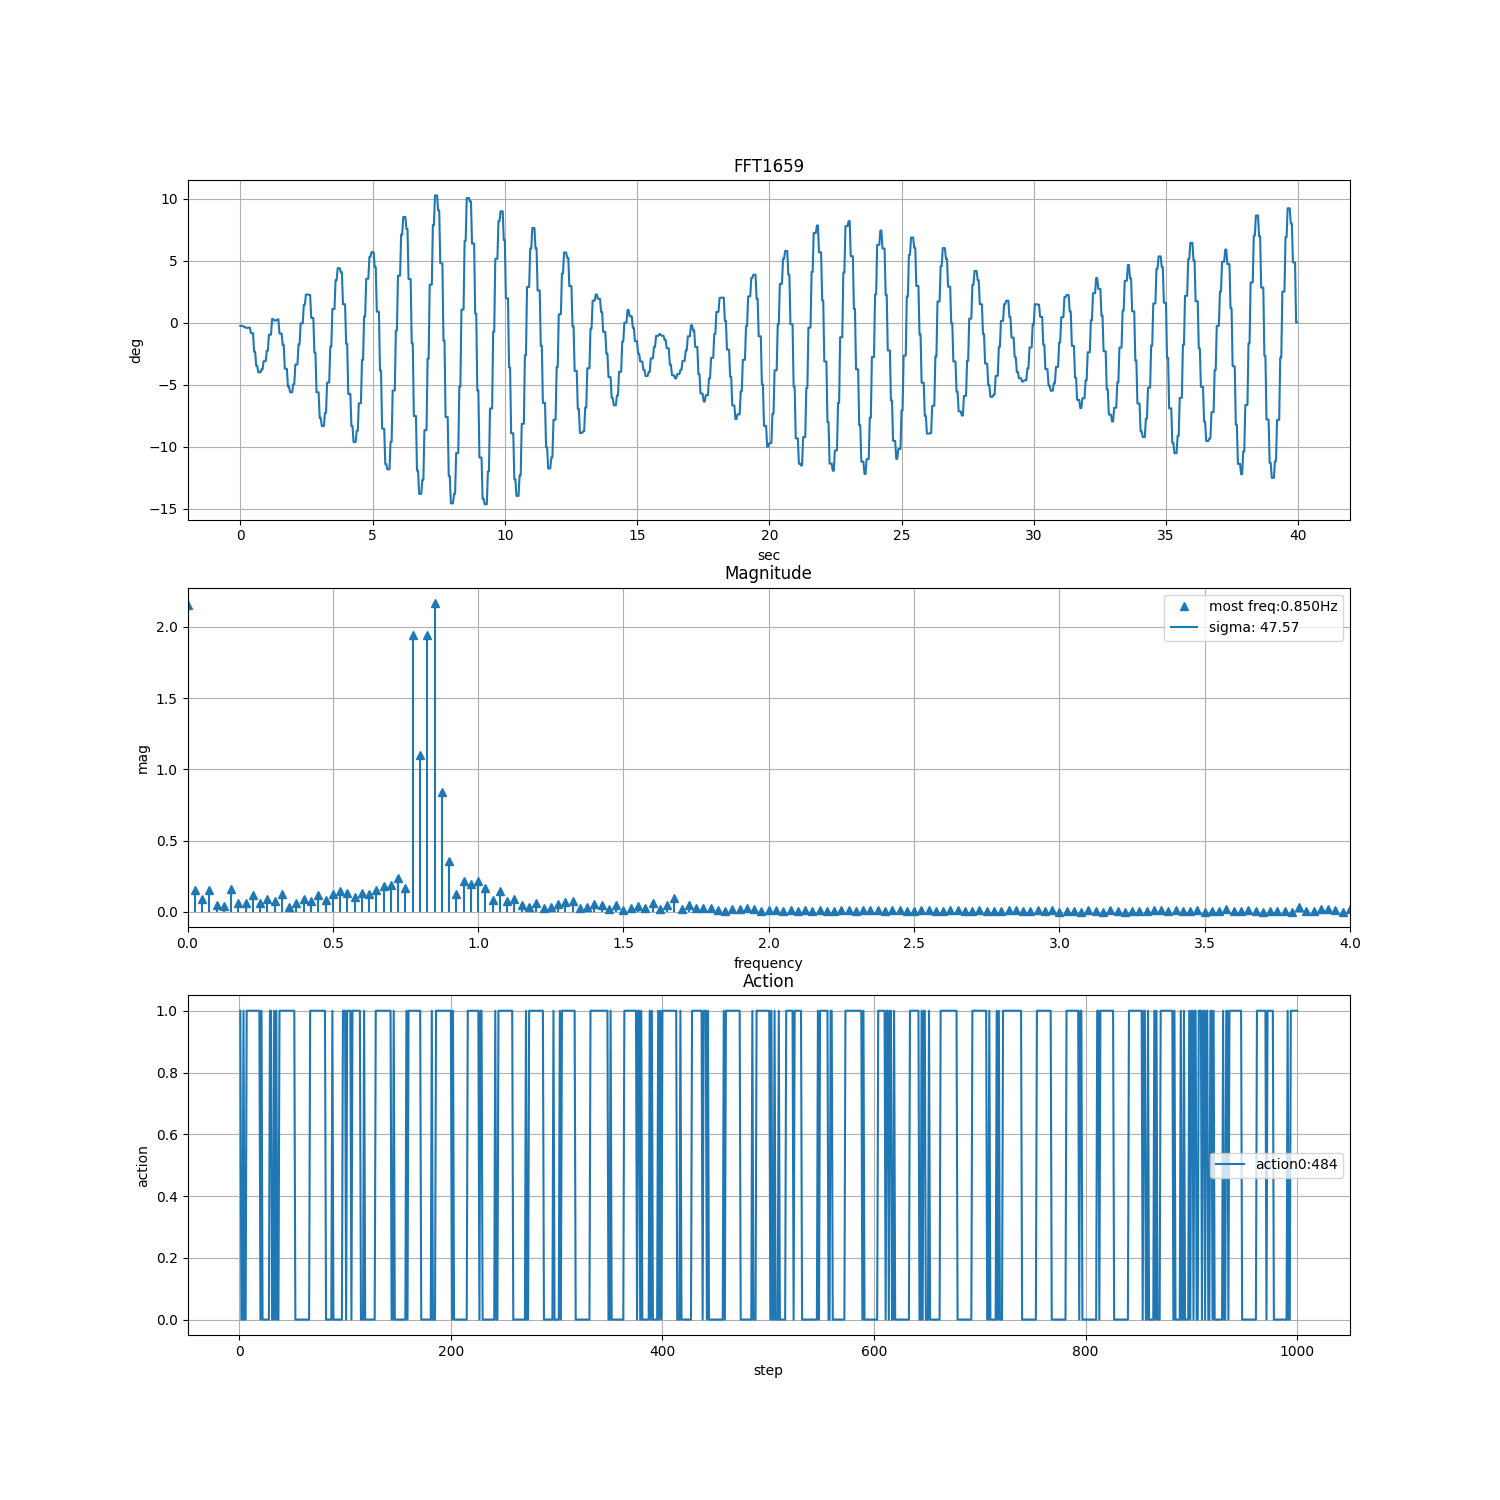 FFT1659
10
5
0
−5
−10
−15
deg
0 5 10 15 20 25 30 35 40
sec
Magnitude
most freq:0.850Hz
sigma: 47.57
2.0
1.5
1.0
0.5
0.0
mag
0.0 0.5 1.0 1.5 2.0 2.5 3.0 3.5 4.0
frequency
Action
1.0
0.8
0.6
0.4
0.2
0.0
action
action0:484
0 200 400 600 800 1000
step